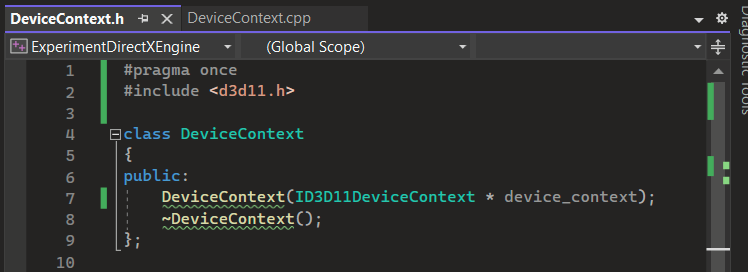 DeviceContext.h
DeviceContext.cpp
ExperimentDirectXEngine
(Global Scope)
Diagnostic Tools
1 #pragma once
2 #include <d3d11.h>
3
4 class DeviceContext
5 {
6 public:
7 DeviceContext(ID3D11DeviceContext * device_context);
8 ~DeviceContext();
9 };
10